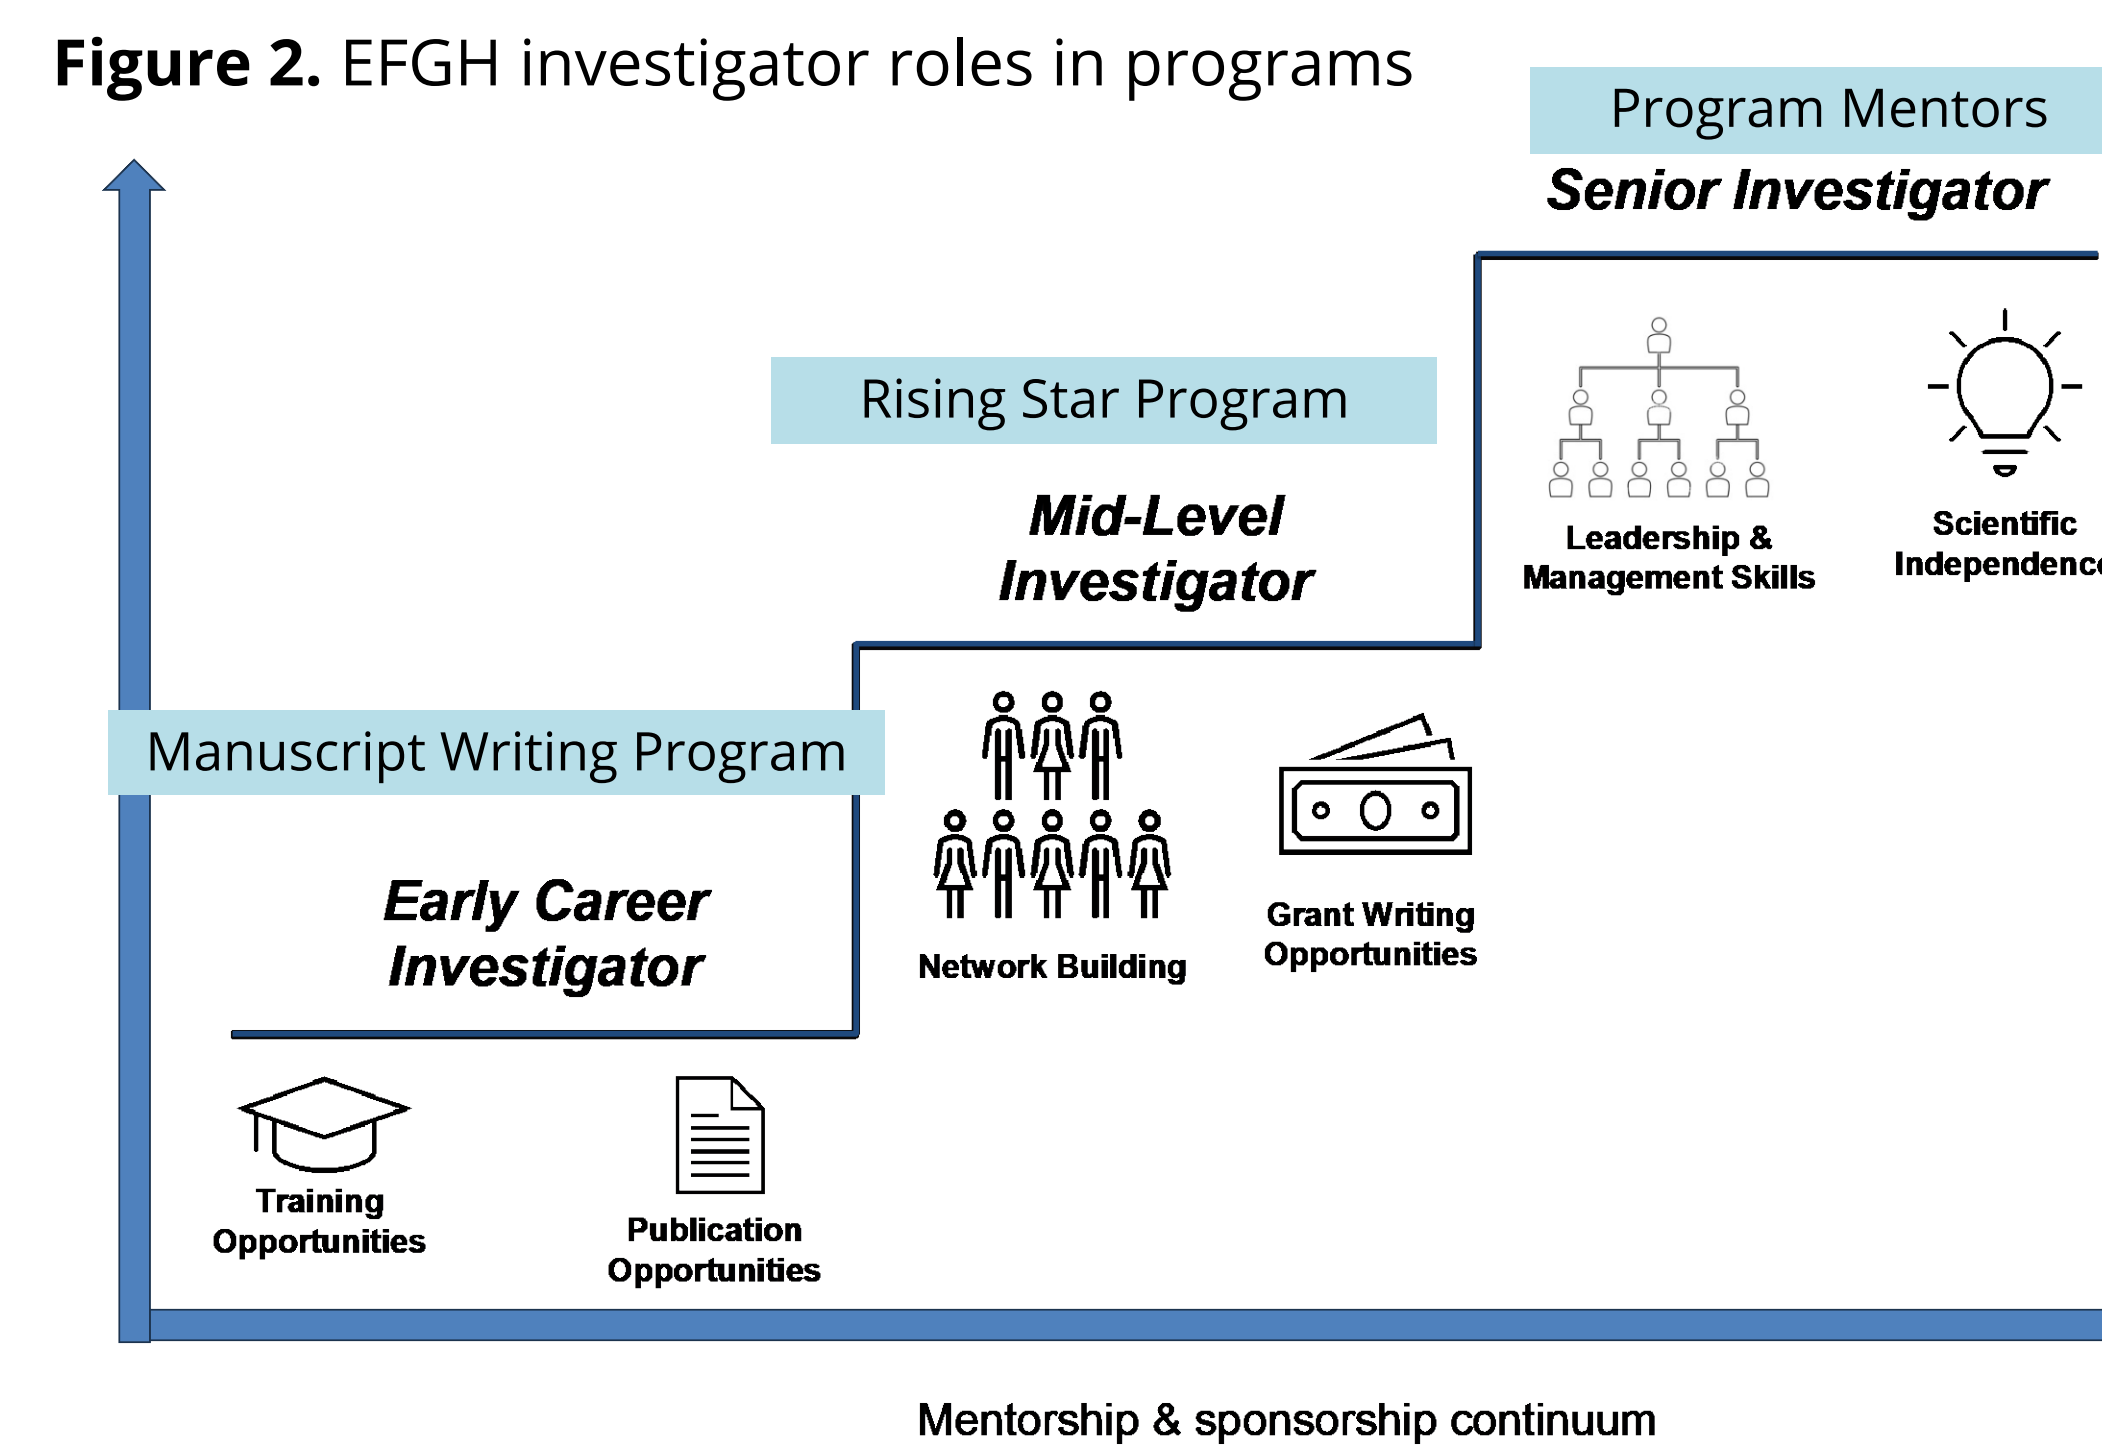 Figure 2. EFGH investigator roles in programs
Program Mentors
Senior Investigator
Rising Star Program
Mid-Level
Investigator
Leadership &
Management Skills
Scientific
Independence
Manuscript Writing Program
Early Career
Investigator
Network Building
Grant Writing
Opportunities
Training
Opportunities
Publication
Opportunities
Mentorship & sponsorship continuum